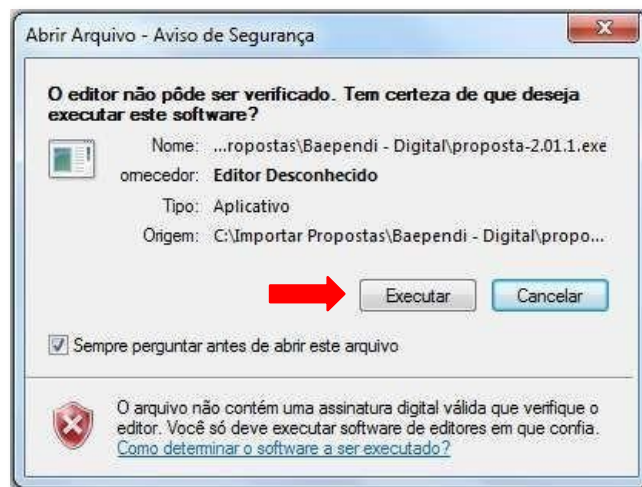 Abrir Arquivo - Aviso de Segurança
O editor não pôde ser verificado. Tem certeza de que deseja
executar este software?
Nome: ...ropostas\Baependi - Digital\proposta-2.01.1.exe
omecedor: Editor Desconhecido
Tipo: Aplicativo
Origem: C:\Importar Propostas\Baependi - Digital\propo...
Executar Cancelar
Sempre perguntar antes de abrir este arquivo
O arquivo não contém uma assinatura digital válida que verifique o
editor. Você só deve executar software de editores em que confia.
Como determinar o software a ser executado?